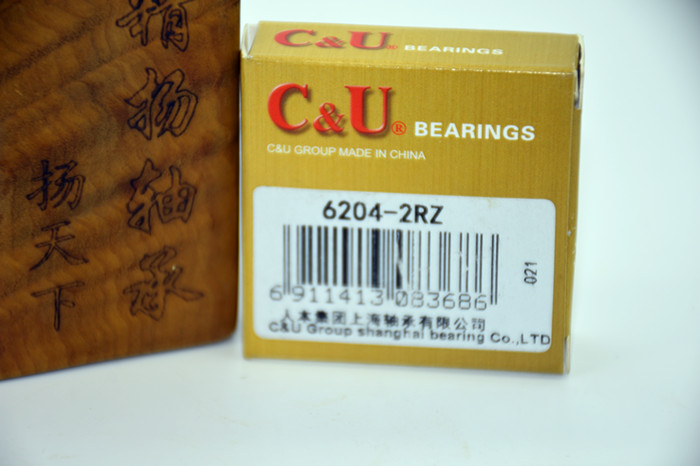 精扬轴承
扬天下
C&U® BEARINGS
C&U® BEARINGS
C&U GROUP MADE IN CHINA
6204-2RZ
6 911413 083686
021
人本集团上海轴承有限公司
C&U Group shanghai bearing Co.,LTD